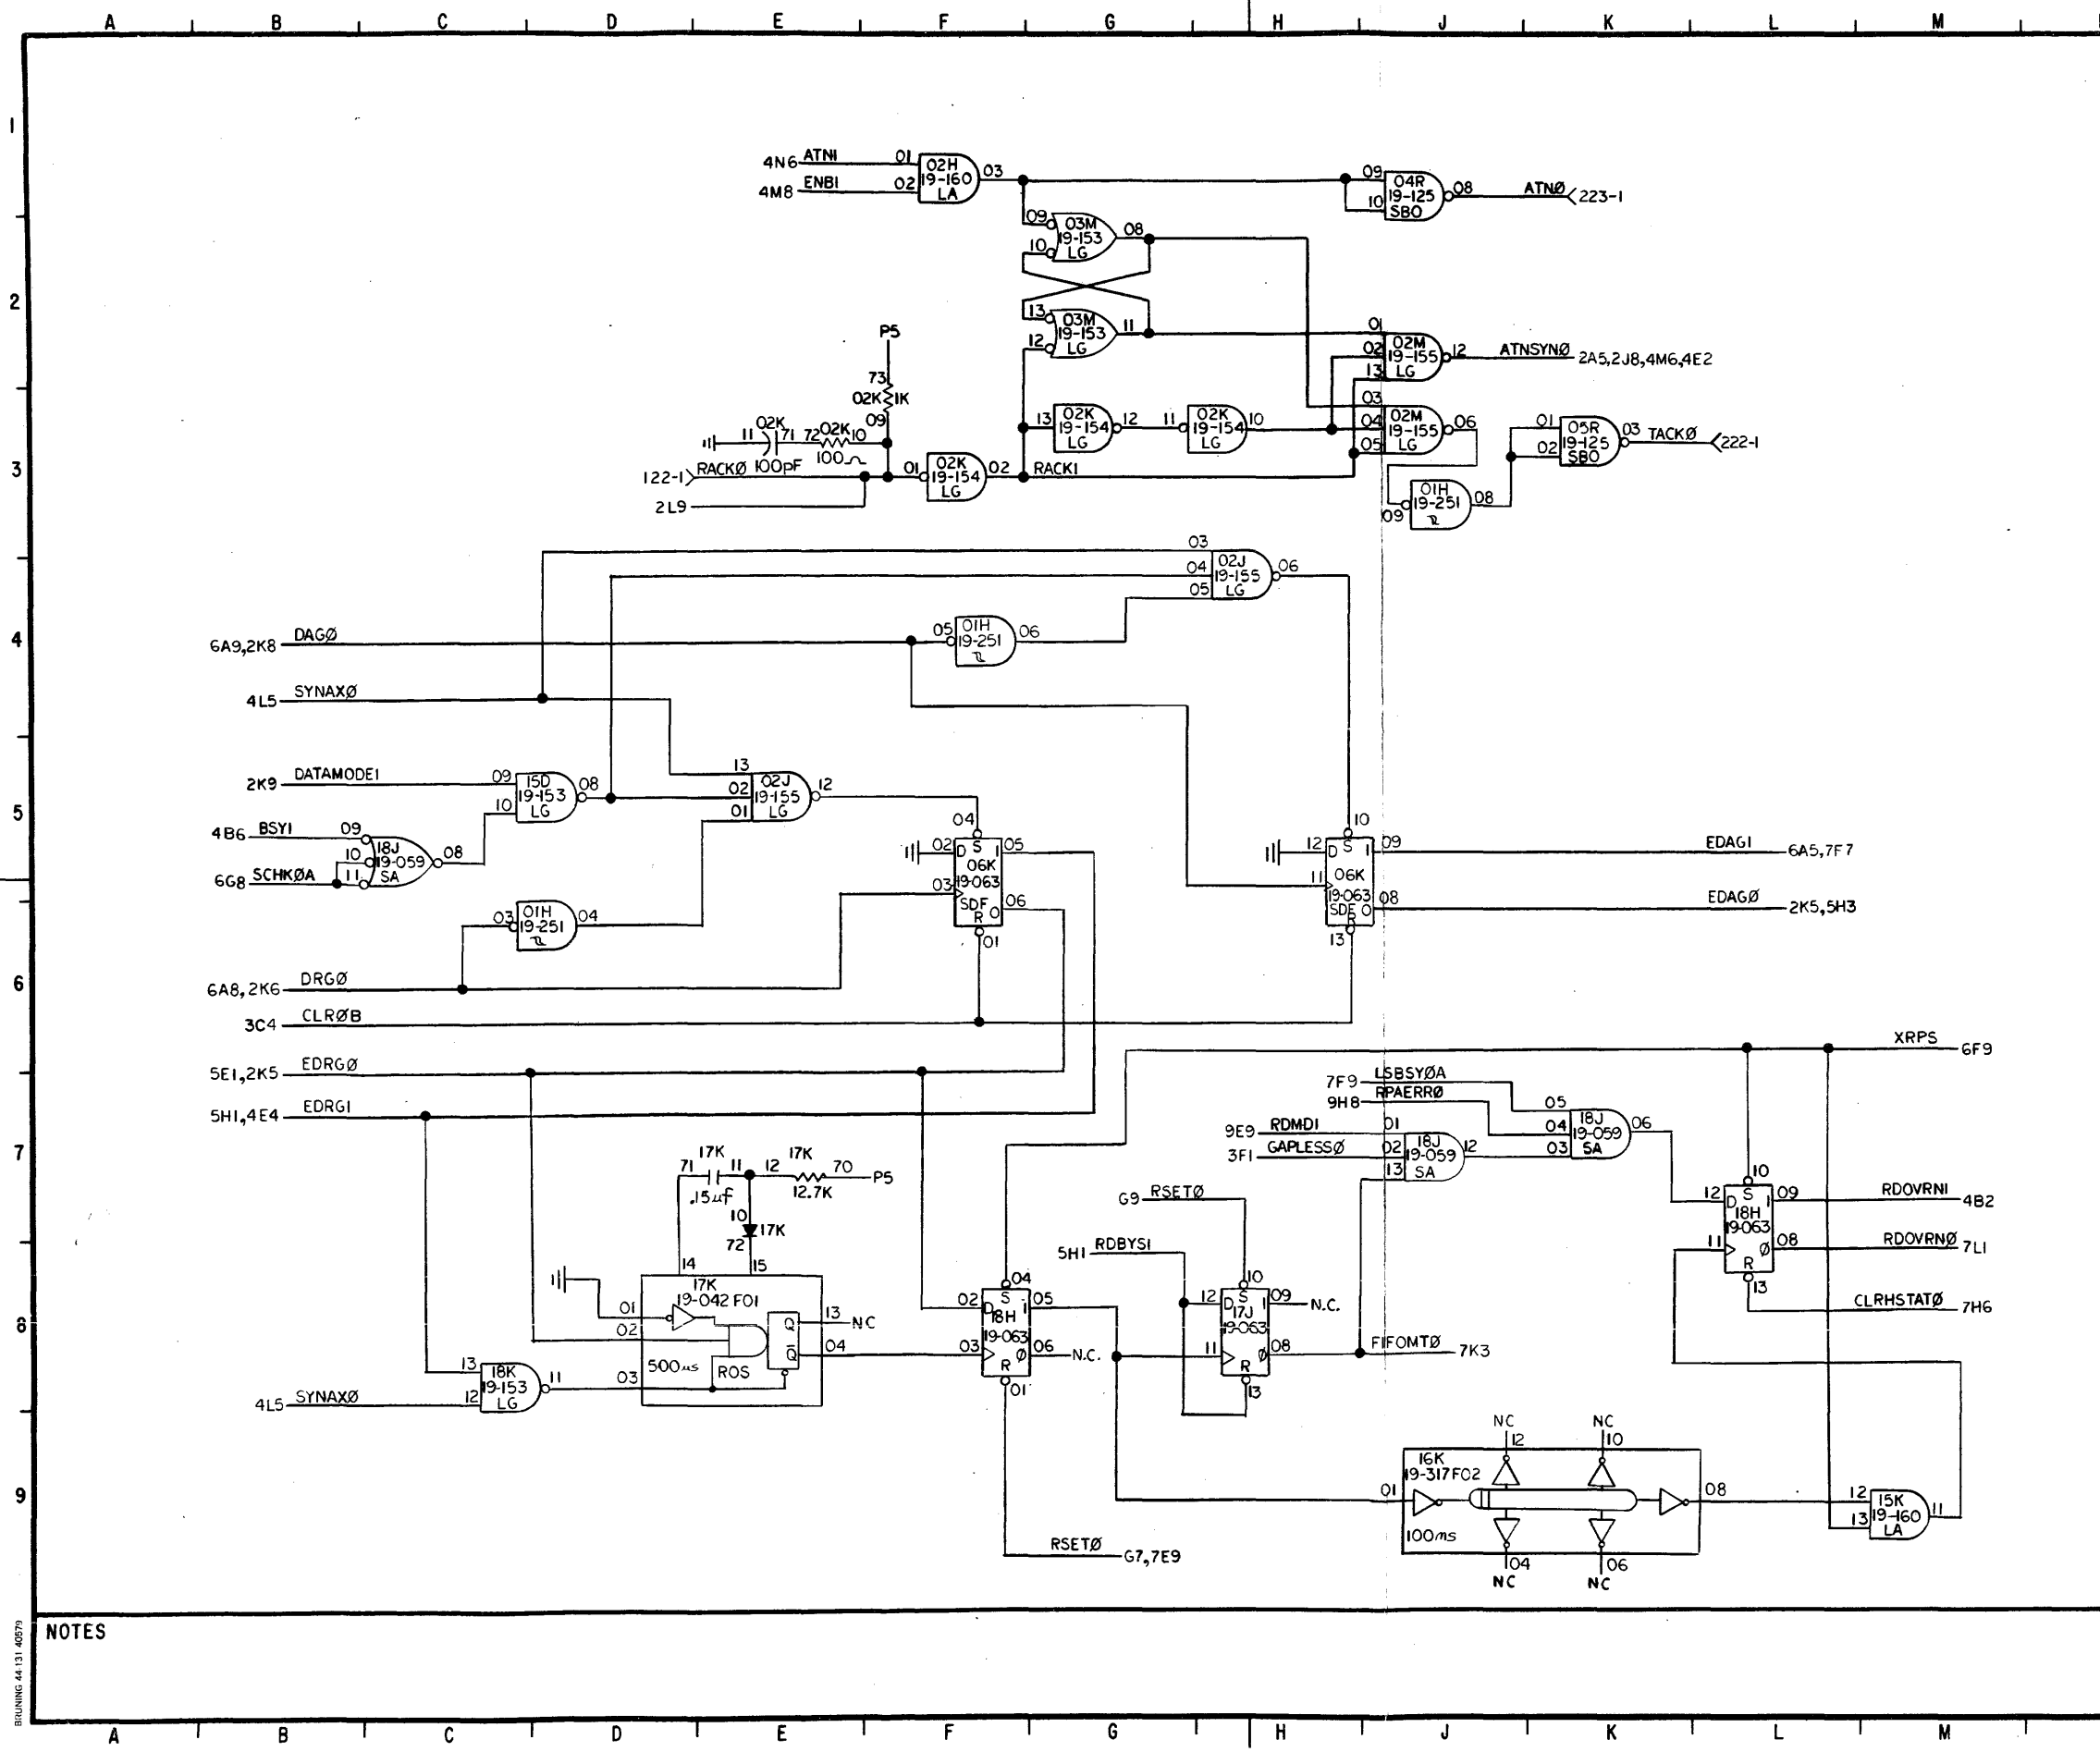 A B C D E F G H J K L M
1
4N6 ATN1 01 02H 03 09 04R 08 ATNØ 223-1
4M8 ENB1 02 19-160 10 19-125
LA SBO
09 03M 08
10 19-153
LG
2
13 03M 11 01
12 19-153 02 02M 12 ATNSYNØ 2A5,2J8,4M6,4E2
LG 13 19-155
LG
P5
73
02K 1K
09
11 02K 71 72 02K 10
100PF 100Ω
13 02K 12 11 02K 10
19-154 19-154
LG LG
03 02M 06
04 19-155
05 LG
01 05R 03 TACKØ 222-1
02 19-125
SBO
3
122-1 RACKØ 01 02K 02 RACK1
19-154
LG
2L9
01H 08
09 19-251
03 02J 06
04 19-155
05 LG
4
6A9,2K8 DAGØ 05 01H 06
19-251
4L5 SYNAXØ
2K9 DATAMODE1 09 15D 08
10 19-153
LG
13 02J 12
02 19-155
01 LG
5
4B6 BSY1 09 18J 08
10 19-059
6G8 SCHKØA 11 SA
04
02 D S 1 05
06K
03 19-063
SDF
R O 06
01
10
12 D S 1 09 EDAG1 6A5,7F7
06K
11 19-063
SDF O 08 EDAGØ 2K5,5H3
R
13
03 01H 04
19-251
6
6A8,2K6 DRGØ
3C4 CLRØB
XRPS 6F9
5E1,2K5 EDRGØ
7F9 LSBSYØA
9H8 RPAERRØ
5H1,4E4 EDRG1
05 18J 06
04 19-059
03 SA
7
9E9 RDMD1 01 18J 12
3F1 GAPLESSØ 02 19-059
13 SA
17K 17K
71 11 12 70 P5
.15µf 12.7K
10 17K
72
G9 RSETØ
5H1 RDBYS1
10
12 D S 1 09 RDOVRN1 4B2
18H
19-063
11 Ø 08 RDOVRNØ 7L1
R
13
CLRHSTATØ 7H6
14 15
17K
19-042 F01
8
01 Q 13 NC
02 Q 04
500µs ROS
03
04
02 D S 1 05
18H
19-063
03 R Ø 06 N.C.
01
10
12 D S 1 09 N.C.
17J
19-063
11 Ø 08 FIFOMTØ 7K3
R
13
13 18K 11
19-153
4L5 SYNAXØ 12 LG
NC NC
12 10
16K
19-317F02
9
01 08
100ns
04 06
NC NC
12 15K 11
13 19-160
LA
RSETØ G7,7E9
NOTES
BRUNING 44-131 40579
A B C D E F G H J K L M